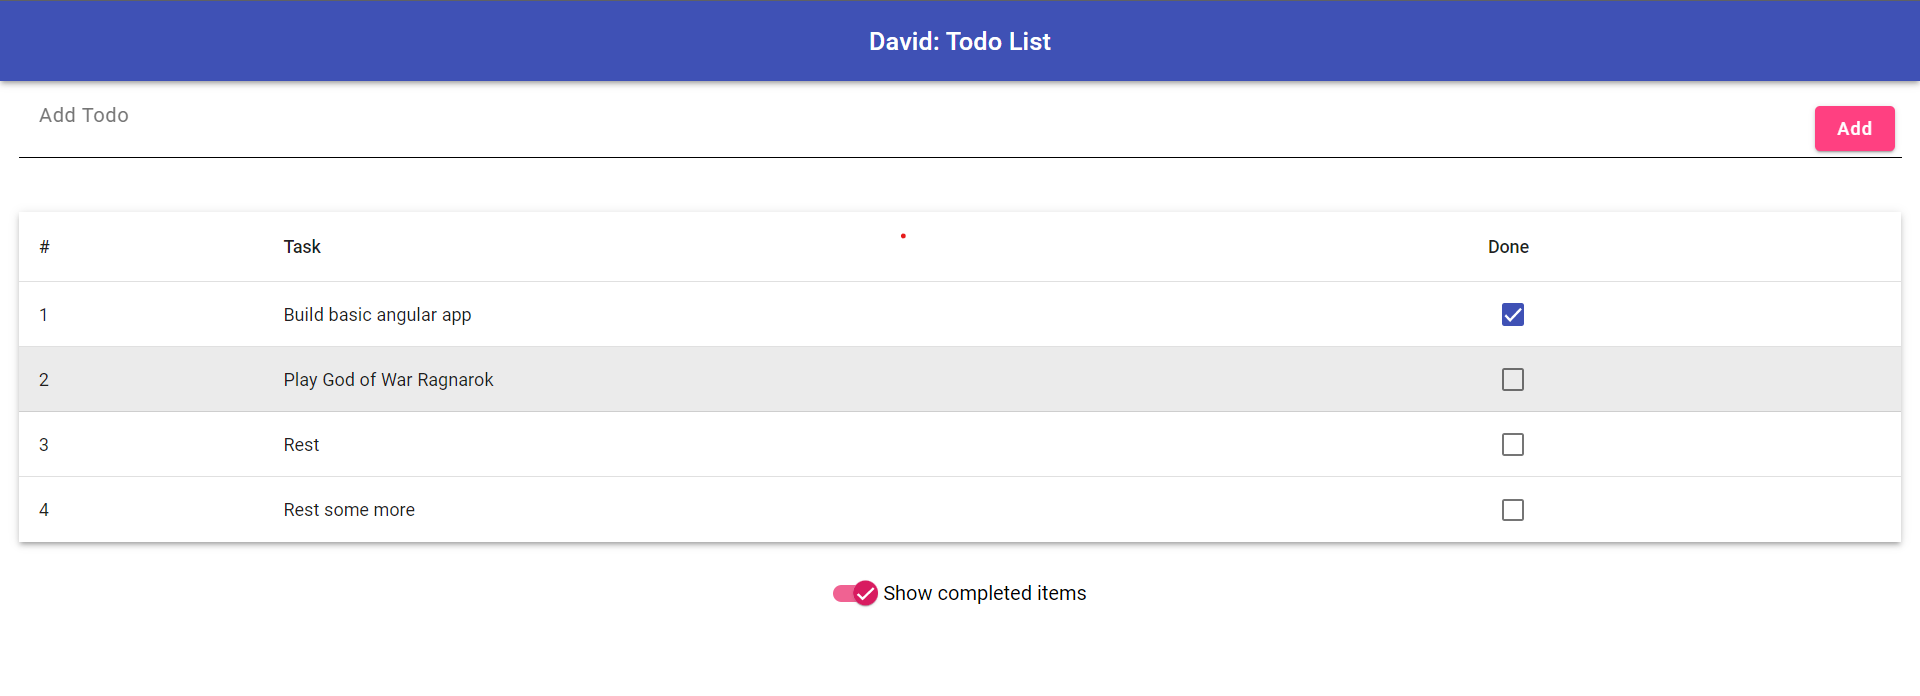 David: Todo List
Add Todo
Add
# Task Done
1 Build basic angular app
2 Play God of War Ragnarok
3 Rest
4 Rest some more
Show completed items